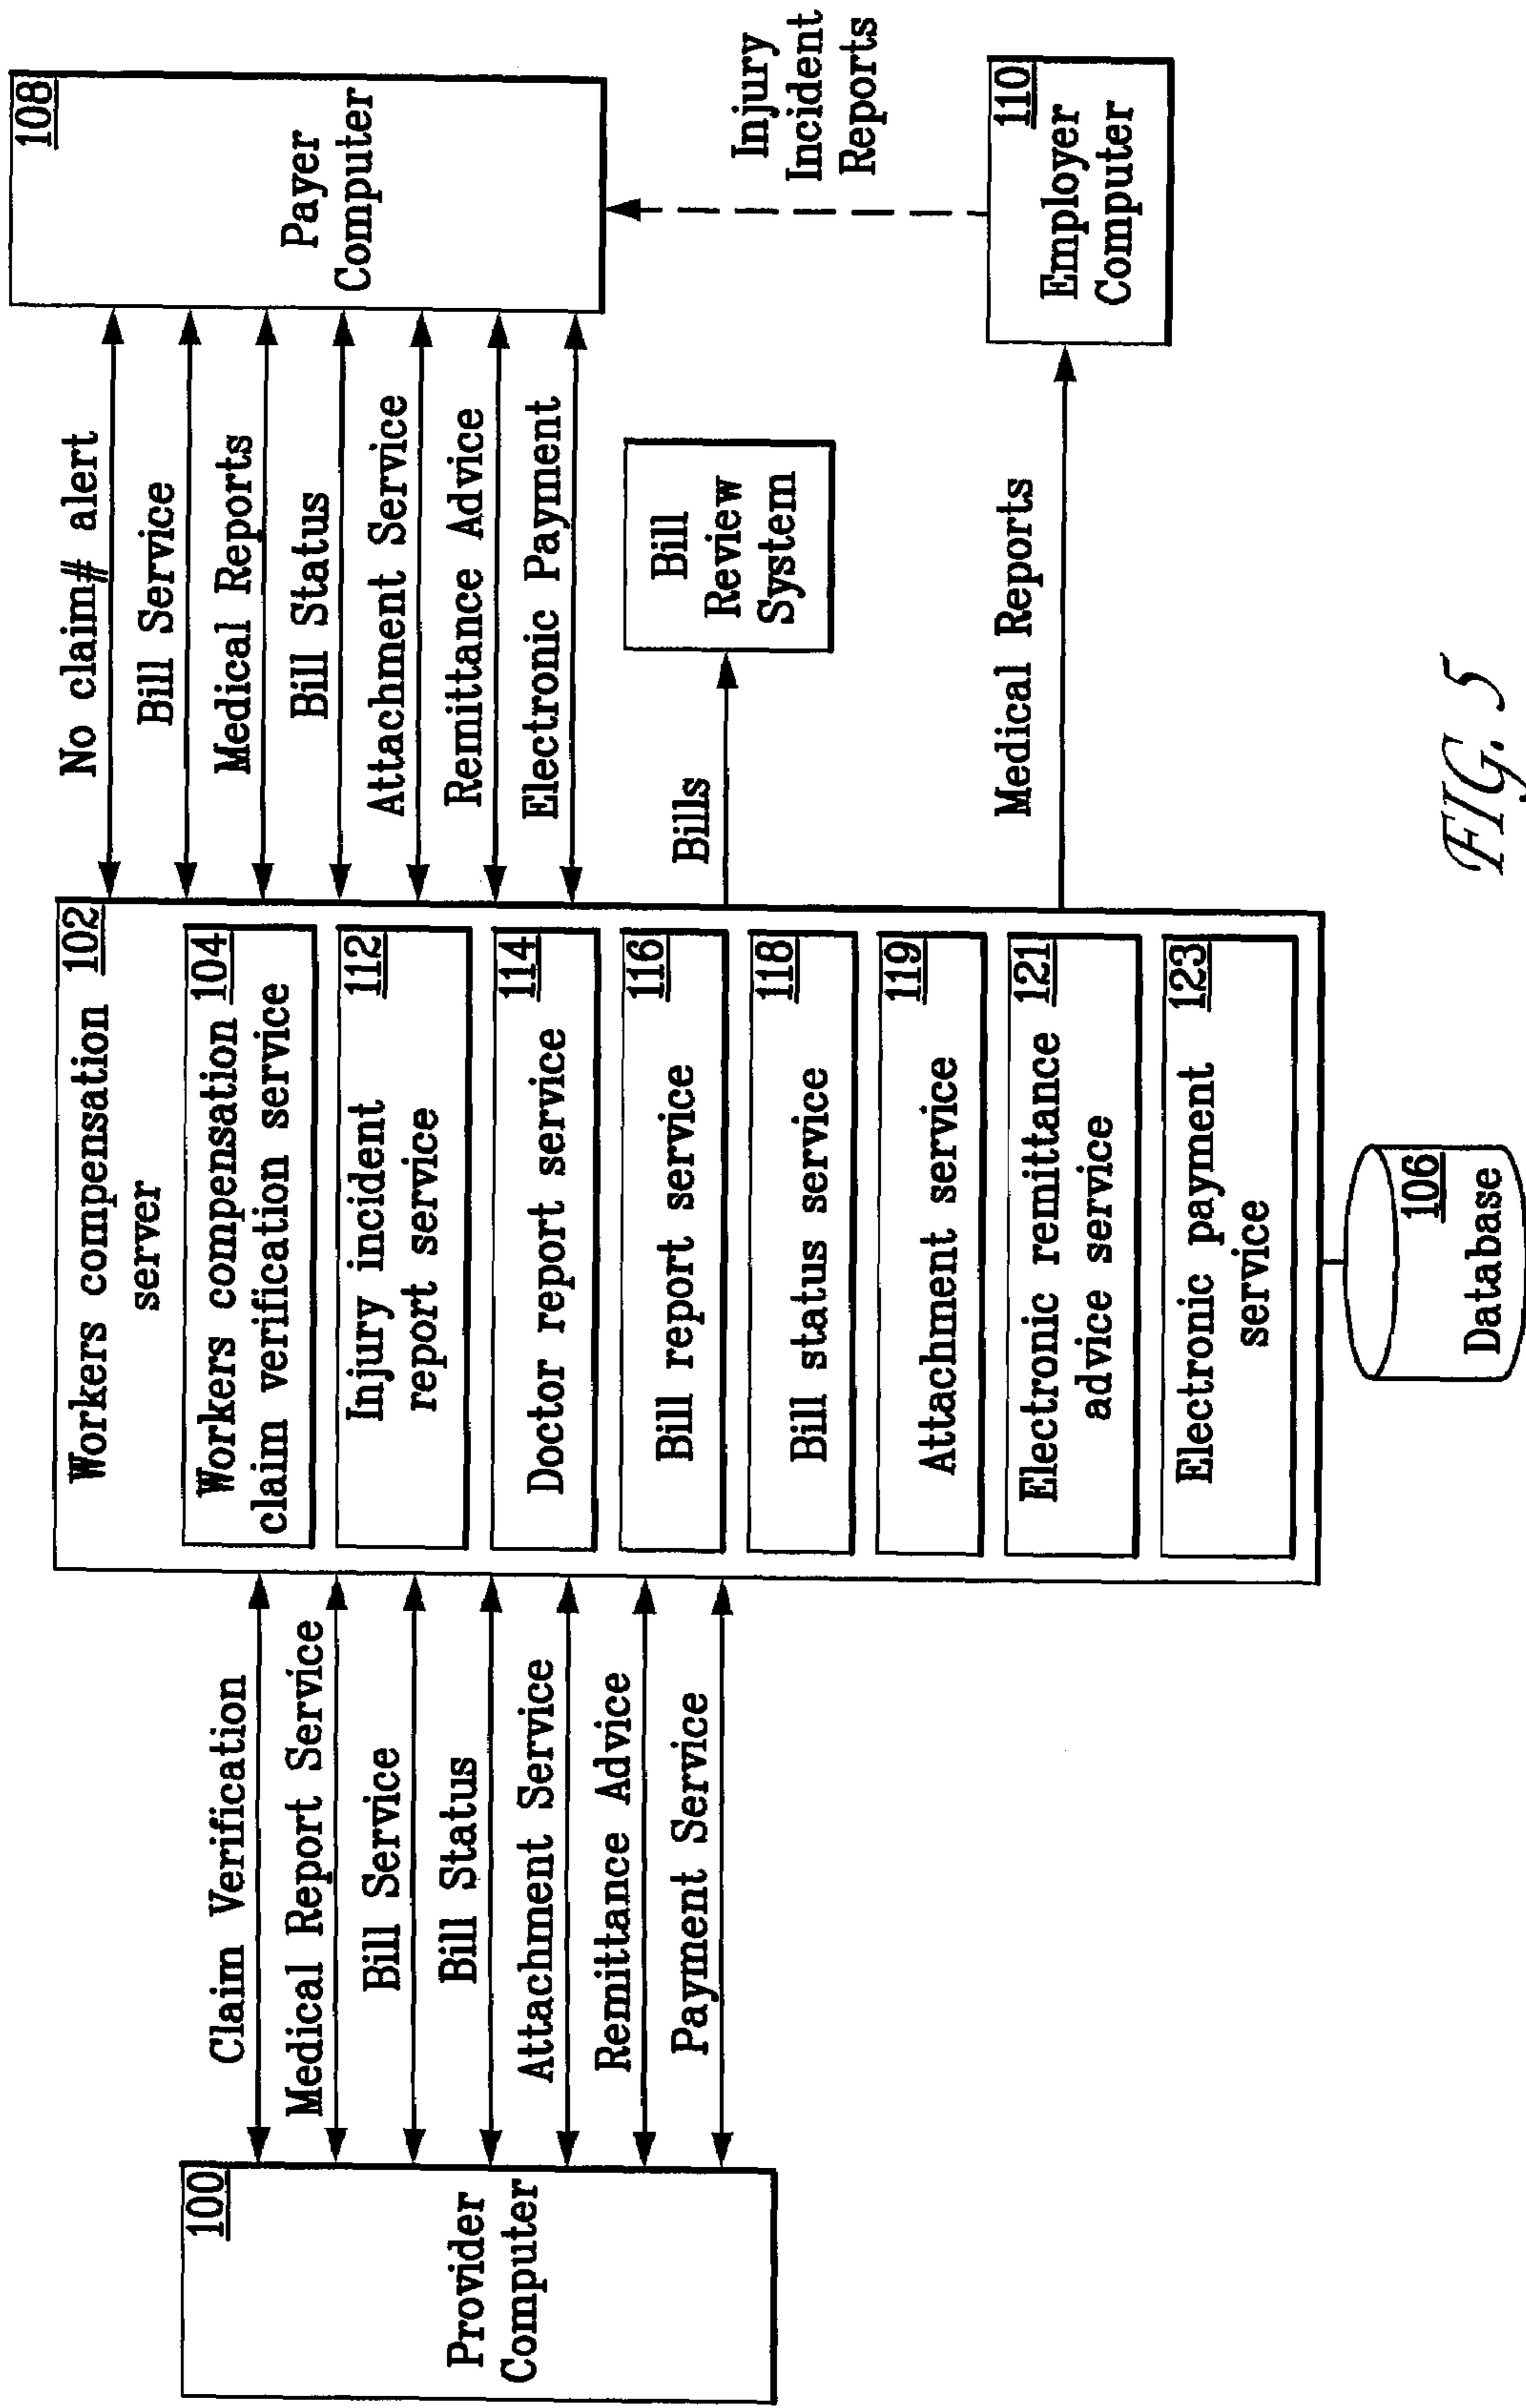 100
Provider
Computer
Claim Verification
Medical Report Service
Bill Service
Bill Status
Attachment Service
Remittance Advice
Payment Service
Workers compensation 102
server
Workers compensation 104
claim verification service
Injury incident 112
report service
Doctor report service 114
Bill report service 116
Bill status service 118
Attachment service 119
Electronic remittance 121
advice service
Electronic payment 123
service
106
Database
No claim# alert
Bill Service
Medical Reports
Bill Status
Attachment Service
Remittance Advice
Electronic Payment
Bills
Bill
Review
System
Medical Reports
108
Payer
Computer
Injury
Incident
Reports
110
Employer
Computer
FIG. 5